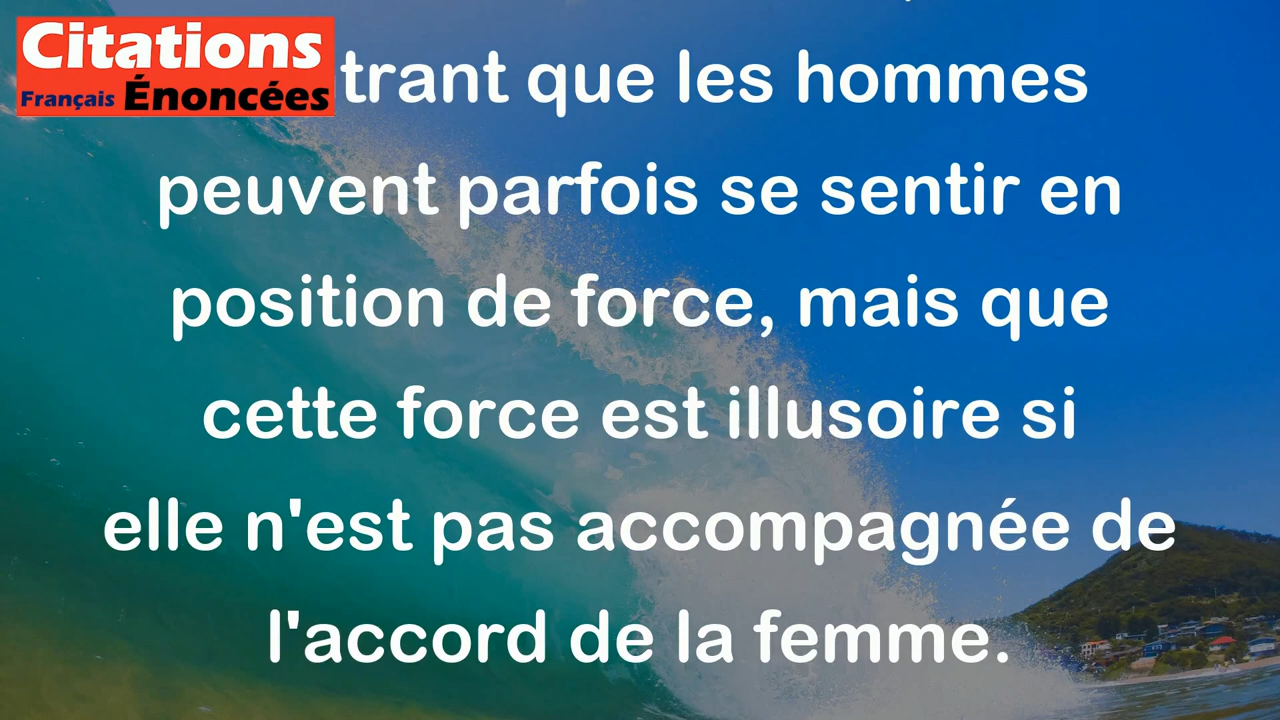 Citations
Français Énoncées
trant que les hommes
peuvent parfois se sentir en
position de force, mais que
cette force est illusoire si
elle n'est pas accompagnée de
l'accord de la femme.